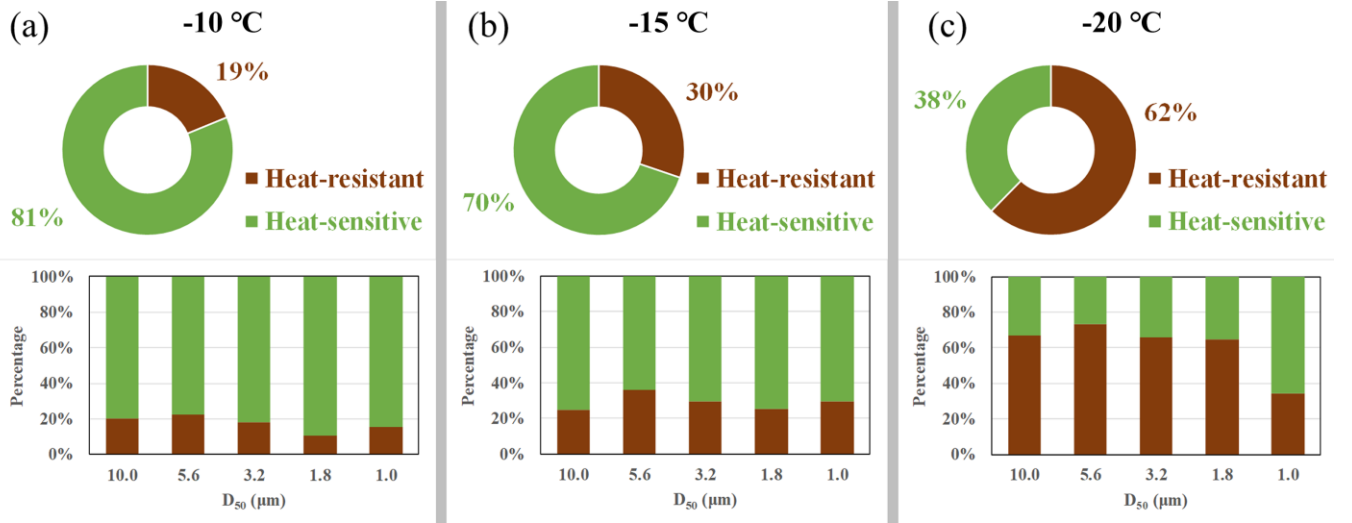 (a)
-10 °C
19%
81%
Heat-resistant
Heat-sensitive
100%
80%
60%
40%
20%
0%
Percentage
10.0 5.6 3.2 1.8 1.0
D50 (μm)
(b)
-15 °C
30%
70%
Heat-resistant
Heat-sensitive
100%
80%
60%
40%
20%
0%
Percentage
10.0 5.6 3.2 1.8 1.0
D50 (μm)
(c)
-20 °C
38%
62%
Heat-resistant
Heat-sensitive
100%
80%
60%
40%
20%
0%
Percentage
10.0 5.6 3.2 1.8 1.0
D50 (μm)